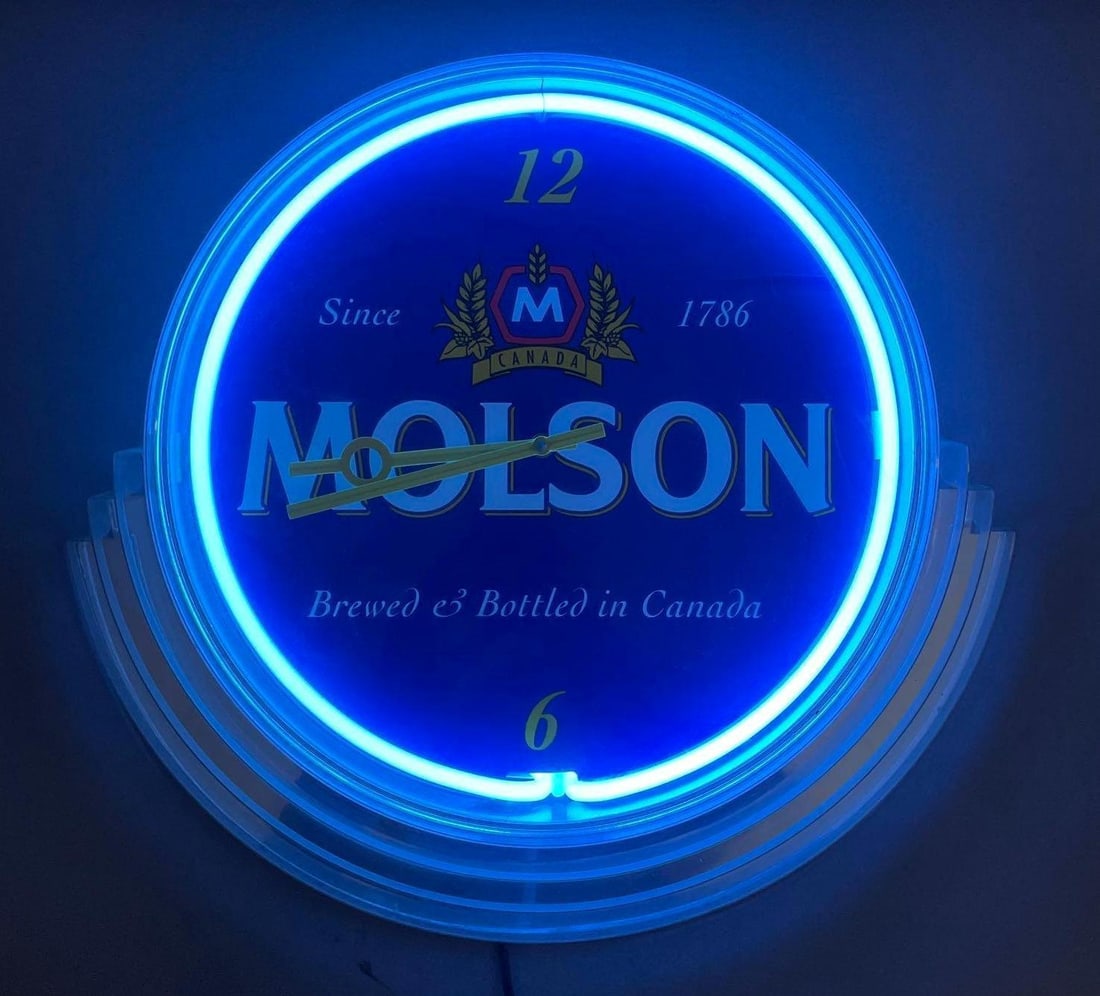 12
M
Since 1786
CANADA
MOLSON
Brewed & Bottled in Canada
6